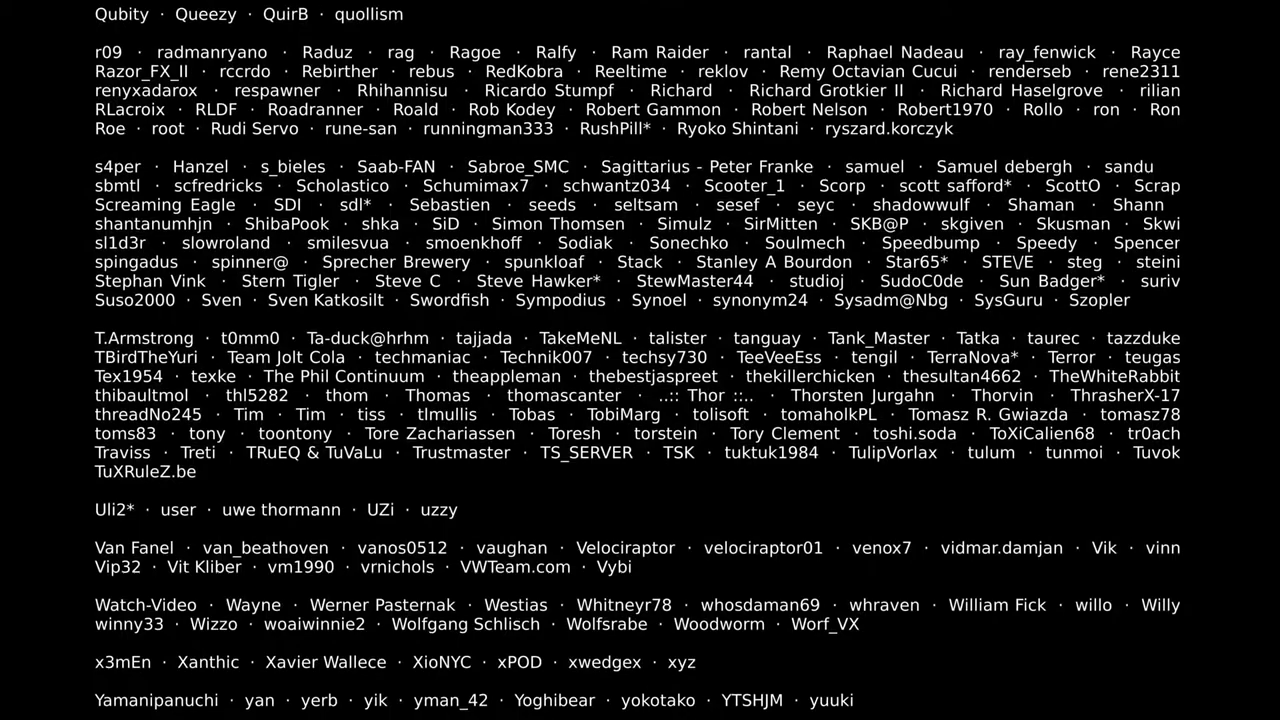 Qubity · Queezy · QuirB · quollism
r09 · radmanryano · Raduz · rag · Ragoe · Ralfy · Ram Raider · rantal · Raphael Nadeau · ray_fenwick · Rayce
Razor_FX_II · rccrdo · Rebirther · rebus · RedKobra · Reeltime · reklov · Remy Octavian Cucui · renderseb · rene2311
renyxadarox · respawner · Rhihannisu · Ricardo Stumpf · Richard · Richard Grotkier II · Richard Haselgrove · rilian
RLacroix · RLDF · Roadranner · Roald · Rob Kodey · Robert Gammon · Robert Nelson · Robert1970 · Rollo · ron · Ron
Roe · root · Rudi Servo · rune-san · runningman333 · RushPill* · Ryoko Shintani · ryszard.korczyk
s4per · Hanzel · s_bieles · Saab-FAN · Sabroe_SMC · Sagittarius - Peter Franke · samuel · Samuel debergh · sandu
sbmtl · scfredricks · Scholastico · Schumimax7 · schwantz034 · Scooter_1 · Scorp · scott safford* · ScottO · Scrap
Screaming Eagle · SDI · sdl* · Sebastien · seeds · seltsam · sesef · seyc · shadowwulf · Shaman · Shann
shantanumhjn · ShibaPook · shka · SiD · Simon Thomsen · Simulz · SirMitten · SKB@P · skgiven · Skusman · Skwi
sl1d3r · slowroland · smilesvua · smoenkhoff · Sodiak · Sonechko · Soulmech · Speedbump · Speedy · Spencer
spingadus · spinner@ · Sprecher Brewery · spunkloaf · Stack · Stanley A Bourdon · Star65* · STE\/E · steg · steini
Stephan Vink · Stern Tigler · Steve C · Steve Hawker* · StewMaster44 · studioj · SudoC0de · Sun Badger* · suriv
Suso2000 · Sven · Sven Katkosilt · Swordfish · Sympodius · Synoel · synonym24 · Sysadm@Nbg · SysGuru · Szopler
T.Armstrong · t0mm0 · Ta-duck@hrhm · tajjada · TakeMeNL · talister · tanguay · Tank_Master · Tatka · taurec · tazzduke
TBirdTheYuri · Team Jolt Cola · techmaniac · Technik007 · techsy730 · TeeVeeEss · tengil · TerraNova* · Terror · teugas
Tex1954 · texke · The Phil Continuum · theappleman · thebestjaspreet · thekillerchicken · thesultan4662 · TheWhiteRabbit
thibaultmol · thl5282 · thom · Thomas · thomascanter · ..:: Thor ::.. · Thorsten Jurgahn · Thorvin · ThrasherX-17
threadNo245 · Tim · Tim · tiss · tlmullis · Tobas · TobiMarg · tolisoft · tomaholkPL · Tomasz R. Gwiazda · tomasz78
toms83 · tony · toontony · Tore Zachariassen · Toresh · torstein · Tory Clement · toshi.soda · ToXiCalien68 · tr0ach
Traviss · Treti · TRuEQ & TuVaLu · Trustmaster · TS_SERVER · TSK · tuktuk1984 · TulipVorlax · tulum · tunmoi · Tuvok
TuXRuleZ.be
Uli2* · user · uwe thormann · UZi · uzzy
Van Fanel · van_beathoven · vanos0512 · vaughan · Velociraptor · velociraptor01 · venox7 · vidmar.damjan · Vik · vinn
Vip32 · Vit Kliber · vm1990 · vrnichols · VWTeam.com · Vybi
Watch-Video · Wayne · Werner Pasternak · Westias · Whitneyr78 · whosdaman69 · whraven · William Fick · willo · Willy
winny33 · Wizzo · woaiwinnie2 · Wolfgang Schlisch · Wolfsrabe · Woodworm · Worf_VX
x3mEn · Xanthic · Xavier Wallece · XioNYC · xPOD · xwedgex · xyz
Yamanipanuchi · yan · yerb · yik · yman_42 · Yoghibear · yokotako · YTSHJM · yuuki